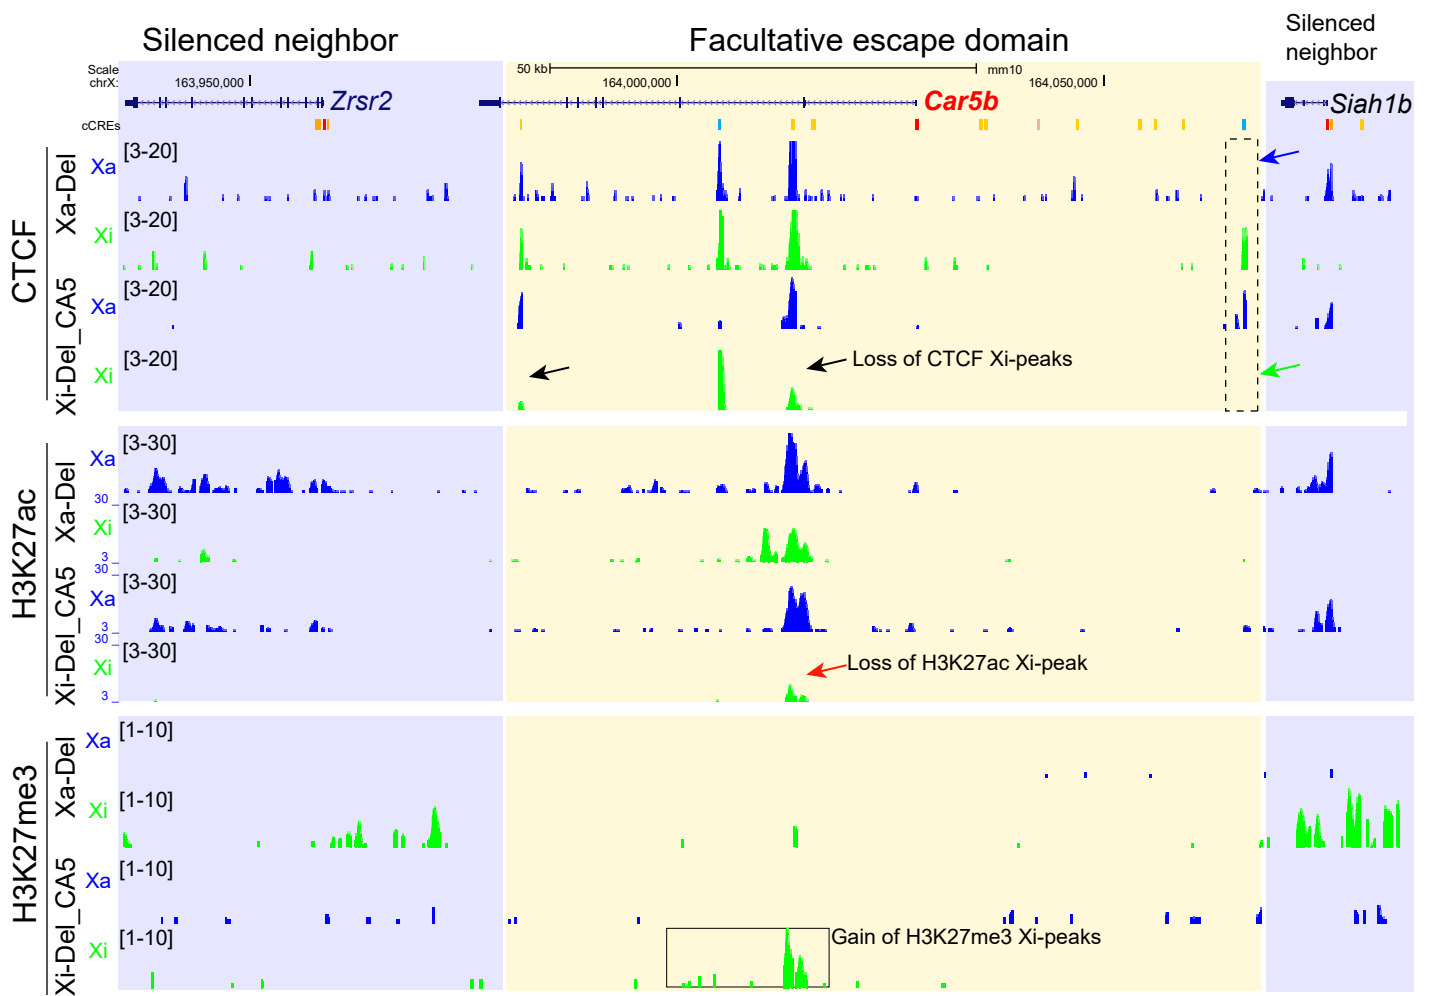 Silenced neighbor
Facultative escape domain
Silenced
neighbor
Scale
50 kb
mm10
chrX:
163,950,000
164,000,000
164,050,000
Zrsr2
Car5b
Siah1b
cCREs
CTCF
Xa-Del
Xa
[3-20]
Xi
[3-20]
Xi-Del_CA5
Xa
[3-20]
Xi
[3-20]
Loss of CTCF Xi-peaks
H3K27ac
Xa-Del
Xa
[3-30]
30
Xi
[3-30]
3
30
Xi-Del_CA5
Xa
[3-30]
3
30
Xi
[3-30]
3
Loss of H3K27ac Xi-peak
H3K27me3
Xa-Del
Xa
[1-10]
Xi
[1-10]
Xi-Del_CA5
Xa
[1-10]
Xi
[1-10]
Gain of H3K27me3 Xi-peaks